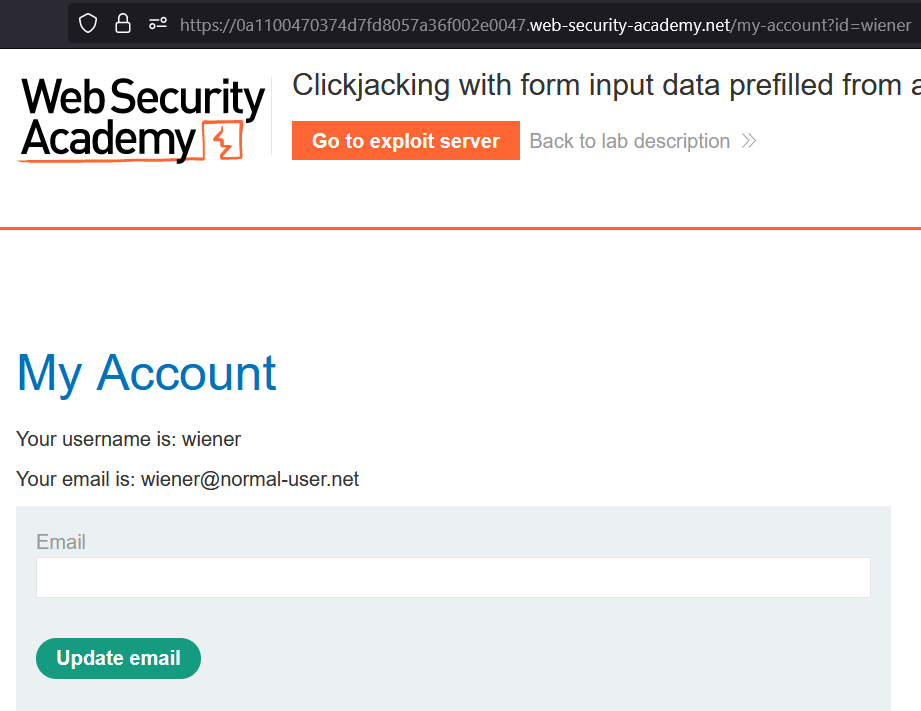 https://0a1100470374d7fd8057a36f002e0047.web-security-academy.net/my-account?id=wiener
Web Security
Academy
Clickjacking with form input data prefilled from a
Go to exploit server
Back to lab description
My Account
Your username is: wiener
Your email is: wiener@normal-user.net
Email
Update email